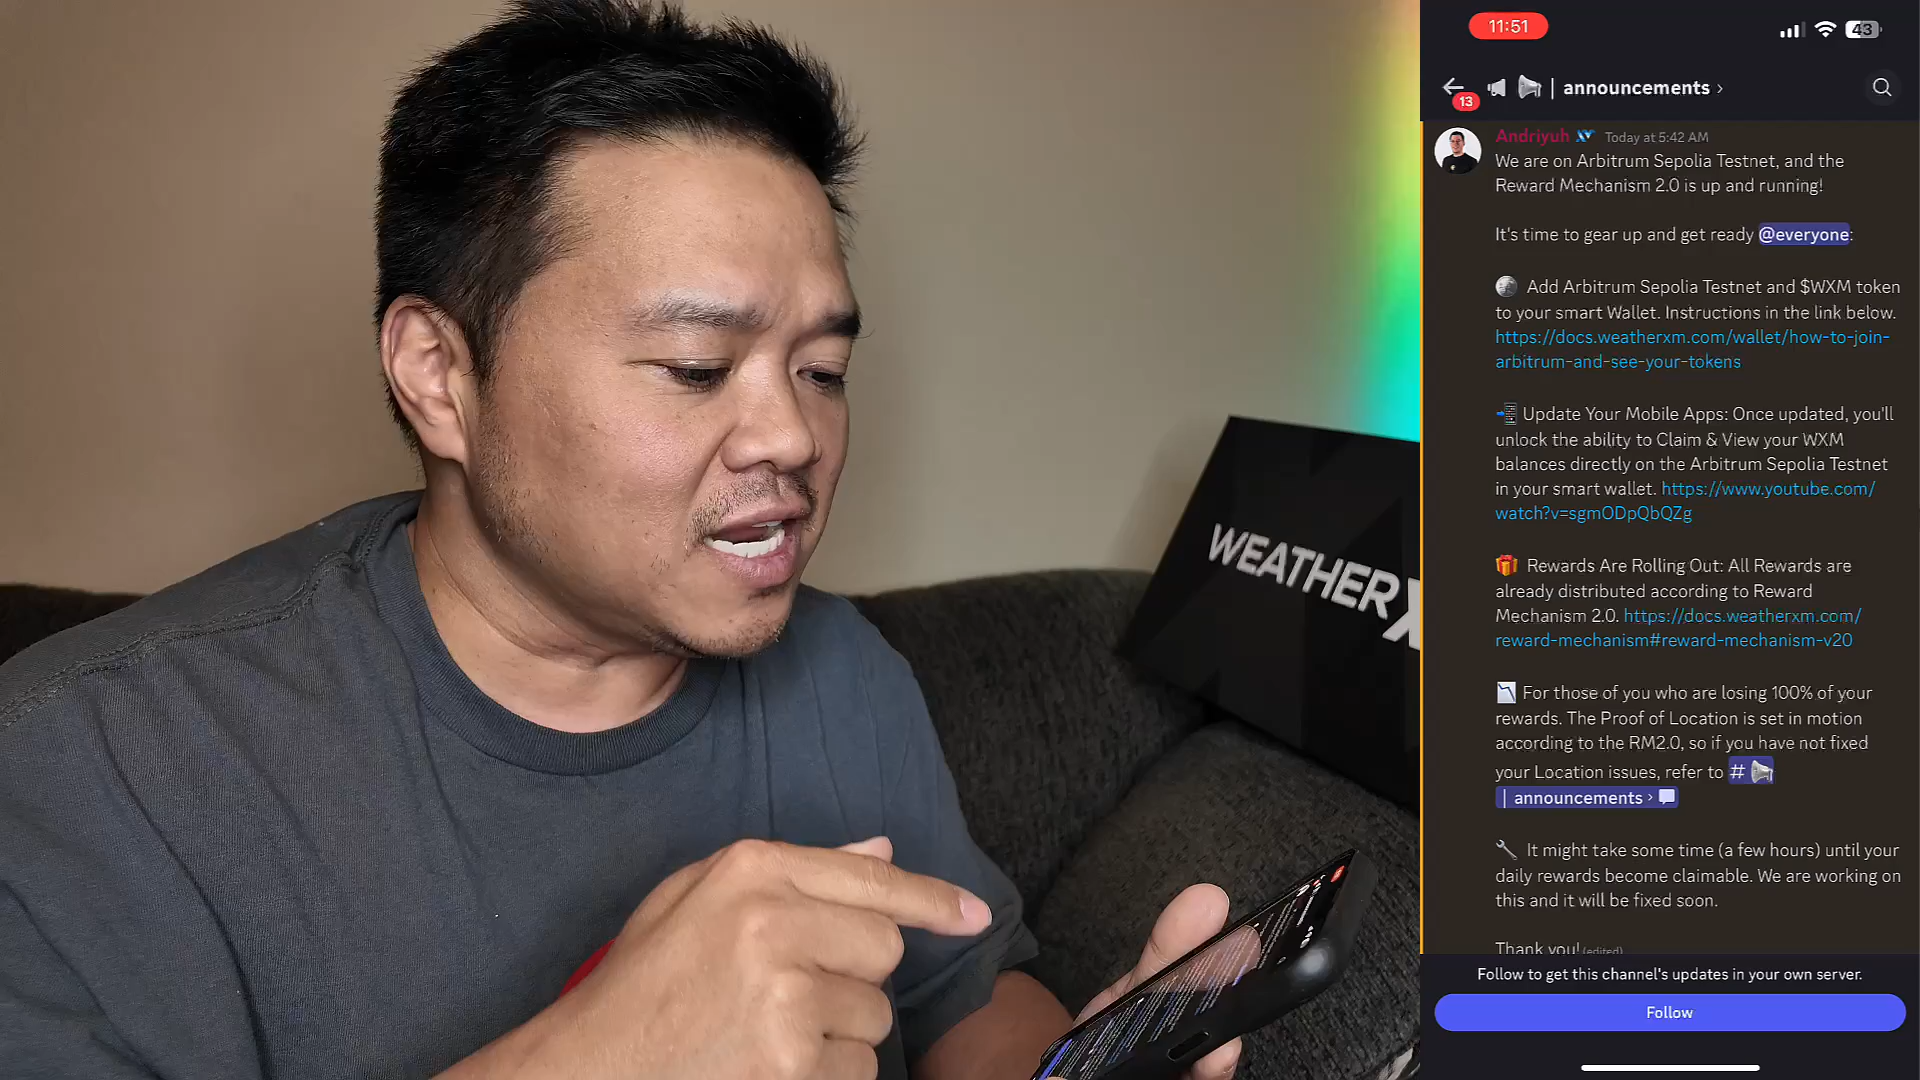 11:51
43
13
| announcements ›
Andriyuh Today at 5:42 AM
We are on Arbitrum Sepolia Testnet, and the
Reward Mechanism 2.0 is up and running!
It's time to gear up and get ready @everyone:
Add Arbitrum Sepolia Testnet and $WXM token
to your smart Wallet. Instructions in the link below.
https://docs.weatherxm.com/wallet/how-to-join-
arbitrum-and-see-your-tokens
Update Your Mobile Apps: Once updated, you'll
unlock the ability to Claim & View your WXM
balances directly on the Arbitrum Sepolia Testnet
in your smart wallet. https://www.youtube.com/
watch?v=sgmODpQbQZg
Rewards Are Rolling Out: All Rewards are
already distributed according to Reward
Mechanism 2.0. https://docs.weatherxm.com/
reward-mechanism#reward-mechanism-v20
For those of you who are losing 100% of your
rewards. The Proof of Location is set in motion
according to the RM2.0, so if you have not fixed
your Location issues, refer to #
| announcements ›
It might take some time (a few hours) until your
daily rewards become claimable. We are working on
this and it will be fixed soon.
Thank you! (edited)
Follow to get this channel's updates in your own server.
Follow
WEATHERX